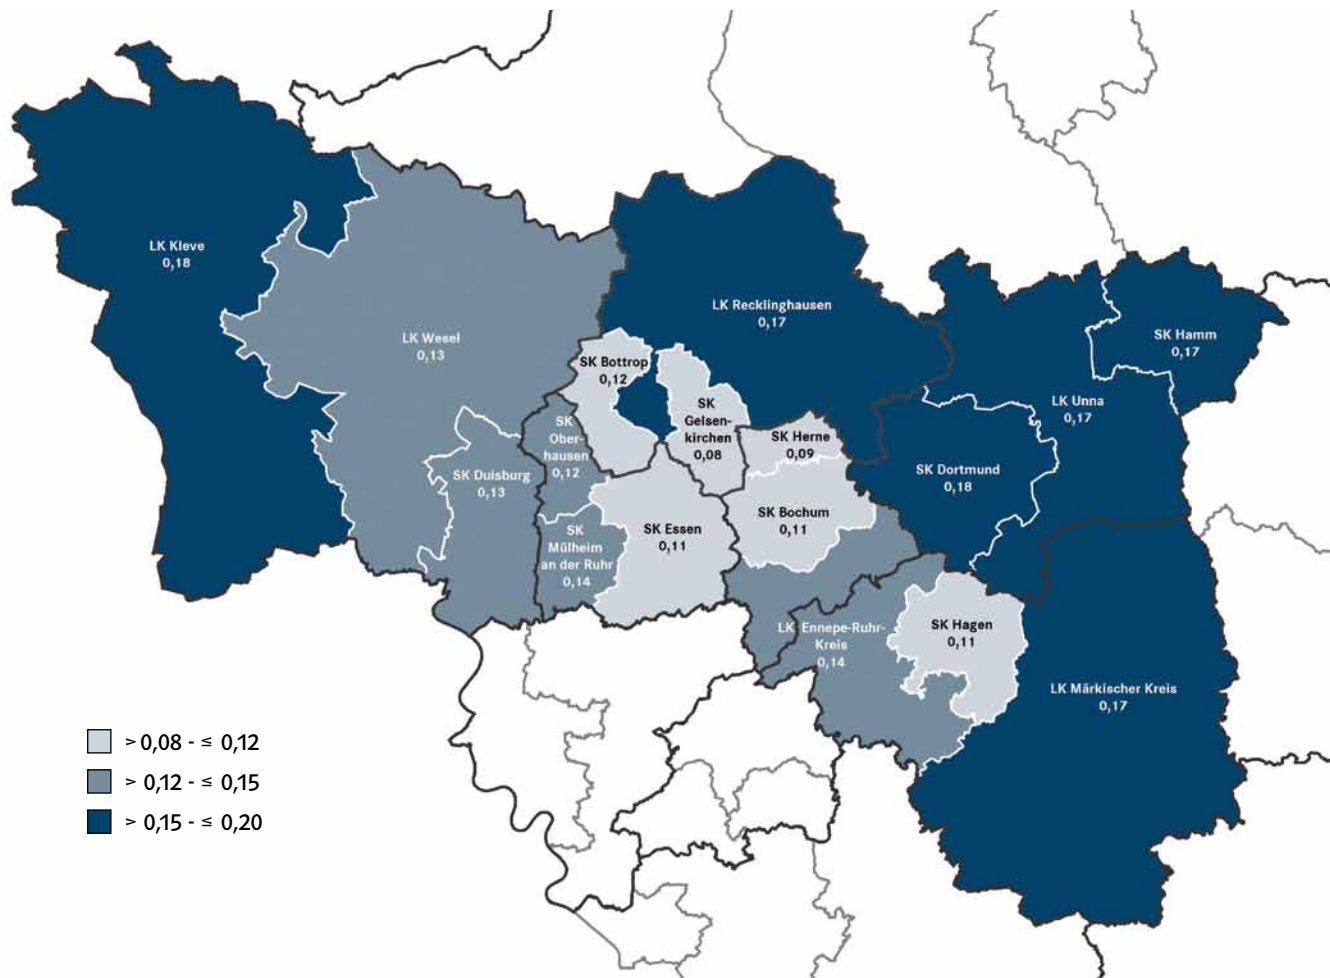 LK Kleve
0,18
LK Wesel
0,13
LK Recklinghausen
0,17
SK Hamm
0,17
SK Bottrop
0,12
LK Unna
0,17
SK
Gelsen-
kirchen
0,08
SK
Ober-
hausen
0,12
SK Herne
0,09
SK Duisburg
0,13
SK Dortmund
0,18
SK Bochum
0,11
SK Essen
0,11
SK
Mülheim
an der Ruhr
0,14
LK Ennepe-Ruhr-
Kreis
0,14
SK Hagen
0,11
LK Märkischer Kreis
0,17
> 0,08 - ≤ 0,12
> 0,12 - ≤ 0,15
> 0,15 - ≤ 0,20